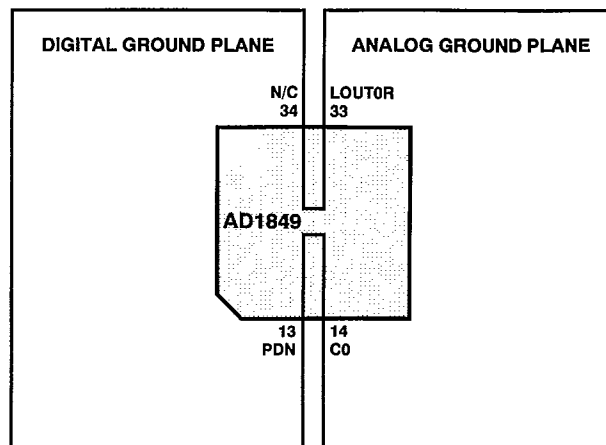 DIGITAL GROUND PLANE ANALOG GROUND PLANE
N/C LOUT0R
34 33
AD1849
13 14
PDN C0